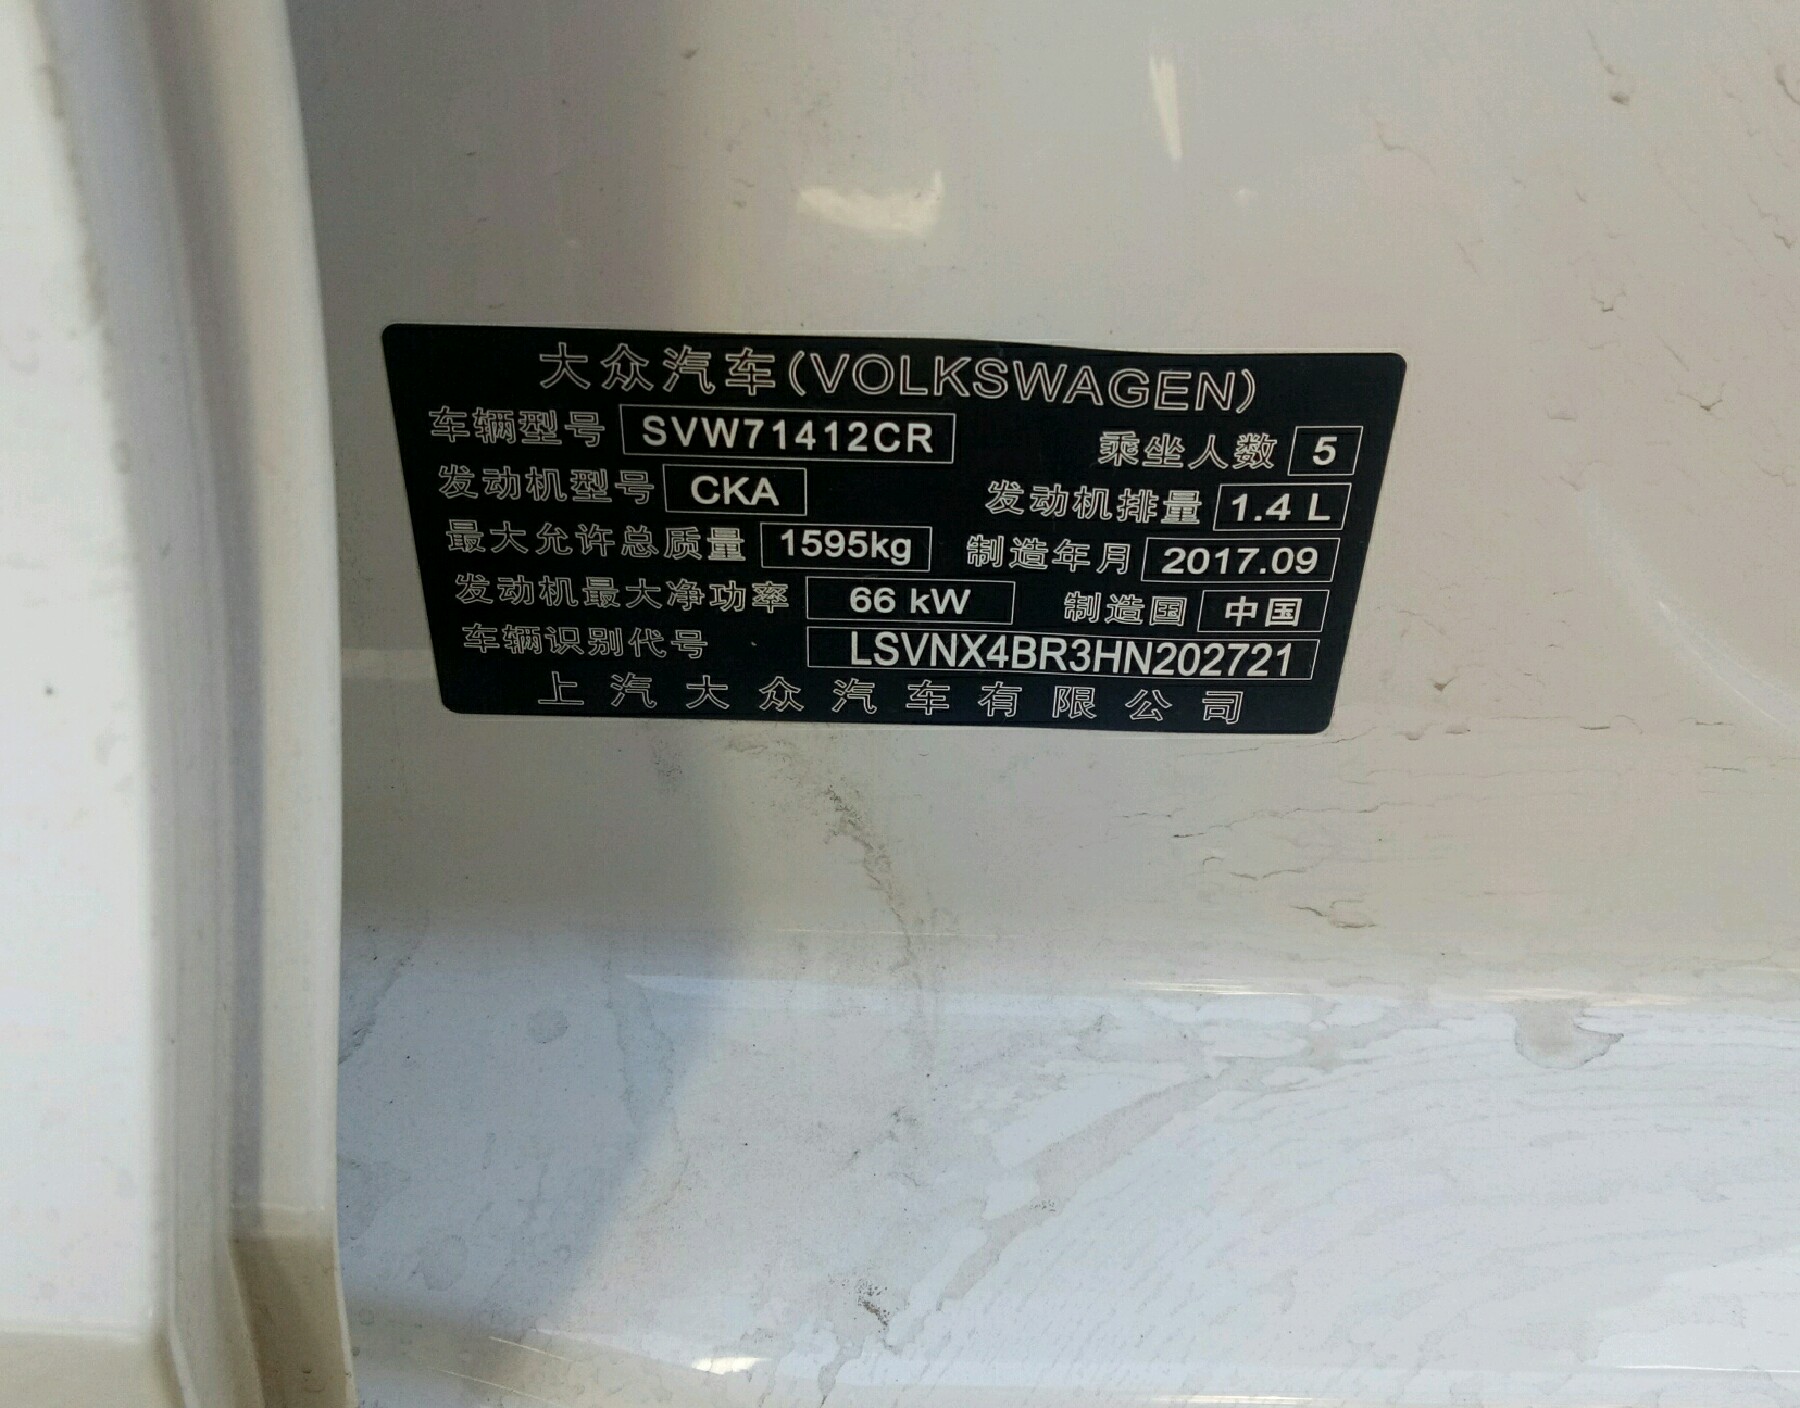 大众汽车(VOLKSWAGEN)
车辆型号 SVW71412CR 乘坐人数 5
发动机型号 CKA 发动机排量 1.4 L
最大允许总质量 1595kg 制造年月 2017.09
发动机最大净功率 66 kW 制造国 中国
车辆识别代号 LSVNX4BR3HN202721
上汽大众汽车有限公司